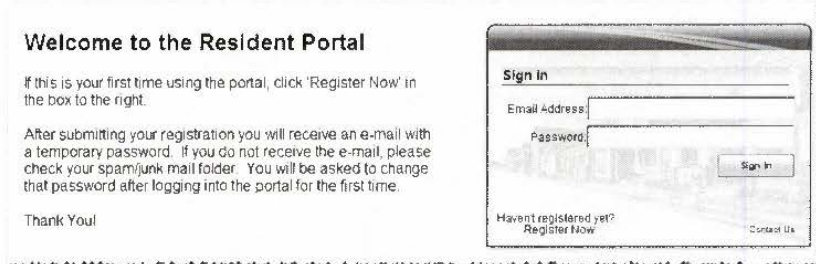 Welcome to the Resident Portal
If this is your first time using the portal, click 'Register Now' in
the box to the right.
After submitting your registration you will receive an e-mail with
a temporary password. If you do not receive the e-mail, please
check your spam/junk mail folder. You will be asked to change
that password after logging into the portal for the first time.
Thank You!
Sign In
Email Address:
Password:
Sign In
Havent registered yet?
Register Now
Contact Us